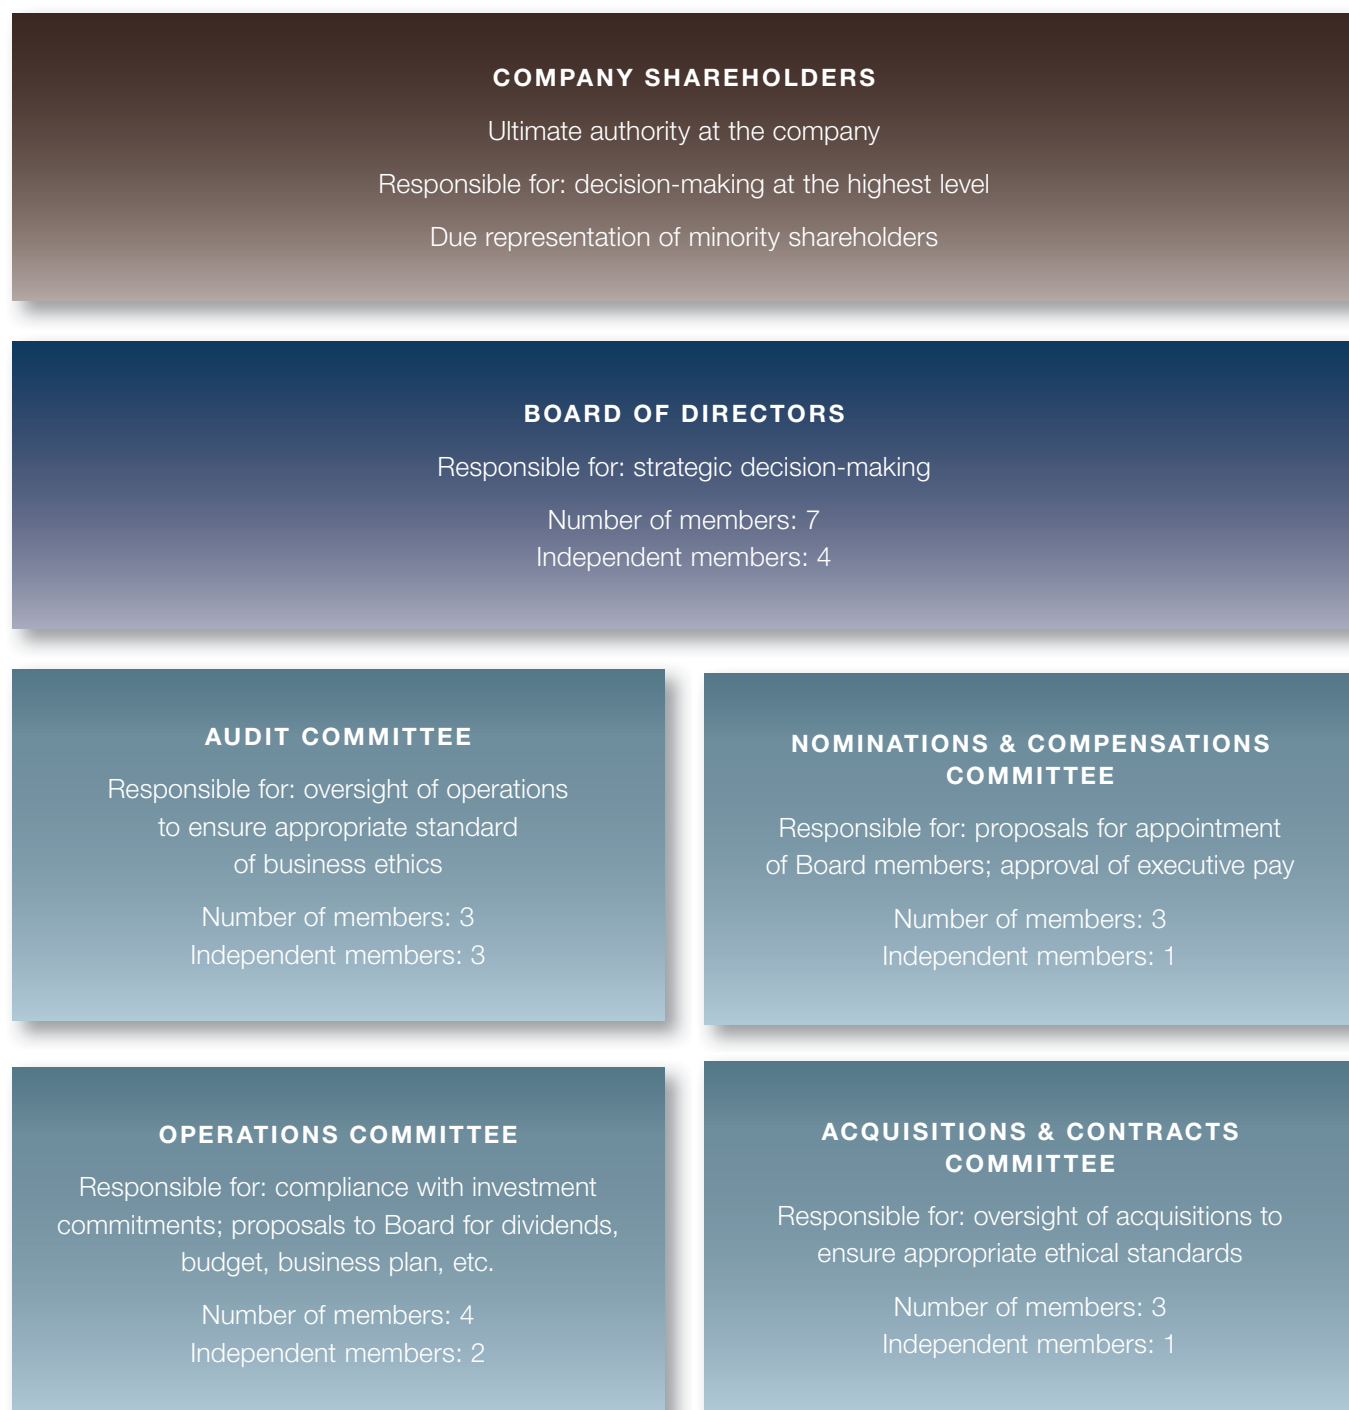 COMPANY SHAREHOLDERS
Ultimate authority at the company
Responsible for: decision-making at the highest level
Due representation of minority shareholders
BOARD OF DIRECTORS
Responsible for: strategic decision-making
Number of members: 7
Independent members: 4
AUDIT COMMITTEE
Responsible for: oversight of operations
to ensure appropriate standard
of business ethics
Number of members: 3
Independent members: 3
NOMINATIONS & COMPENSATIONS
COMMITTEE
Responsible for: proposals for appointment
of Board members; approval of executive pay
Number of members: 3
Independent members: 1
OPERATIONS COMMITTEE
Responsible for: compliance with investment
commitments; proposals to Board for dividends,
budget, business plan, etc.
Number of members: 4
Independent members: 2
ACQUISITIONS & CONTRACTS
COMMITTEE
Responsible for: oversight of acquisitions to
ensure appropriate ethical standards
Number of members: 3
Independent members: 1